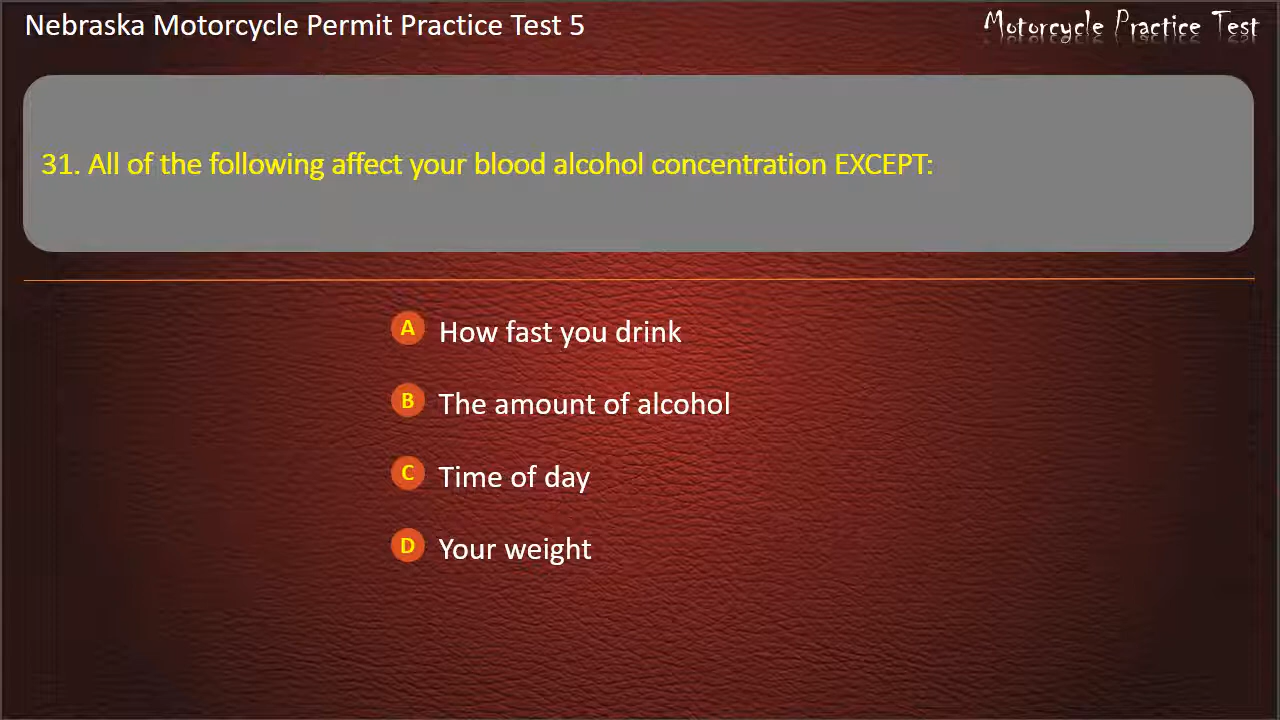 Nebraska Motorcycle Permit Practice Test 5
Motorcycle Practice Test
31. All of the following affect your blood alcohol concentration EXCEPT:
A How fast you drink
B The amount of alcohol
C Time of day
D Your weight